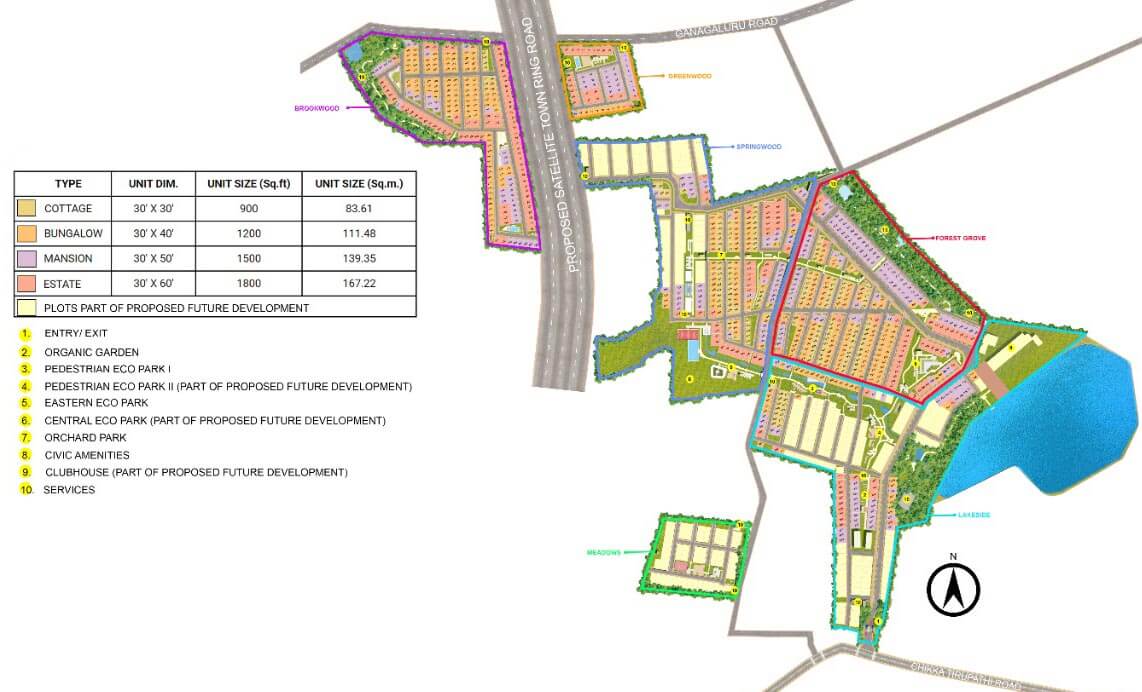 GANAGALURU ROAD
PROPOSED SATELLITE TOWN RING ROAD
GREENWOOD
BROOKWOOD
SPRINGWOOD
TYPE UNIT DIM. UNIT SIZE (Sq.ft) UNIT SIZE (Sq.m.)
COTTAGE 30' X 30' 900 83.61
BUNGALOW 30' X 40' 1200 111.48
MANSION 30' X 50' 1500 139.35
ESTATE 30' X 60' 1800 167.22
PLOTS PART OF PROPOSED FUTURE DEVELOPMENT
FOREST GROVE
1. ENTRY/ EXIT
2. ORGANIC GARDEN
3. PEDESTRIAN ECO PARK I
4. PEDESTRIAN ECO PARK II (PART OF PROPOSED FUTURE DEVELOPMENT)
5. EASTERN ECO PARK
6. CENTRAL ECO PARK (PART OF PROPOSED FUTURE DEVELOPMENT)
7. ORCHARD PARK
8. CIVIC AMENITIES
9. CLUBHOUSE (PART OF PROPOSED FUTURE DEVELOPMENT)
10. SERVICES
LAKESIDE
MEADOWS
N
CHIKKA TIRUPATHI ROAD